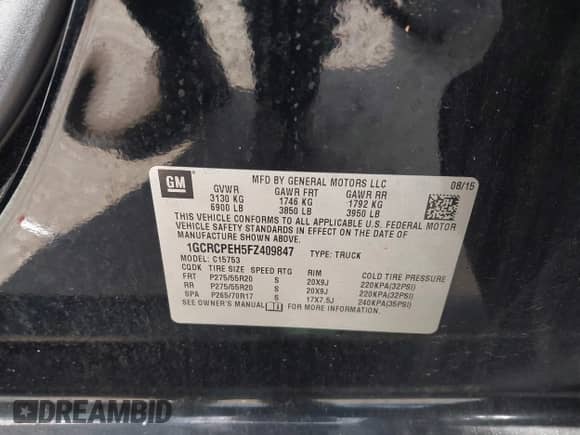 GM
MFD BY GENERAL MOTORS LLC
08/15
GVWR GAWR FRT GAWR RR
3130 KG 1746 KG 1792 KG
6900 LB 3850 LB 3950 LB
THIS VEHICLE CONFORMS TO ALL APPLICABLE U.S. FEDERAL MOTOR
VEHICLE SAFETY STANDARDS IN EFFECT ON THE DATE OF
MANUFACTURE SHOWN ABOVE.
1GCRCPEH5FZ409847 TYPE: TRUCK
MODEL: C15753
CQDK TIRE SIZE SPEED RTG RIM COLD TIRE PRESSURE
FRT P275/55R20 S 20X9J 220KPA(32PSI)
RR P275/55R20 S 20X9J 220KPA(32PSI)
SPA P265/70R17 S 17X7.5J 240KPA(35PSI)
SEE OWNER'S MANUAL FOR MORE INFORMATION.
DREAMBID